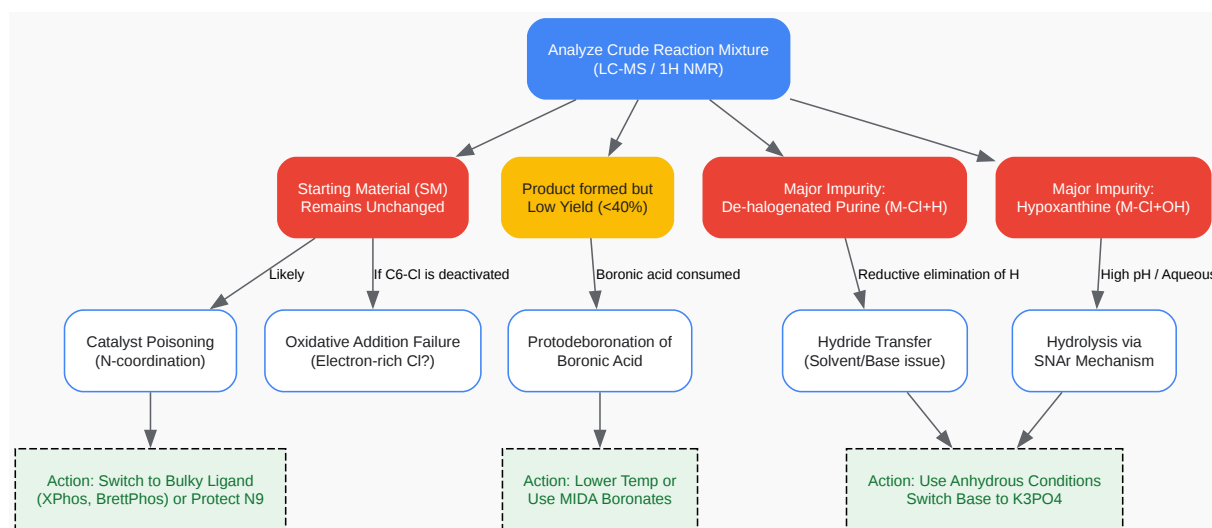 Analyze Crude Reaction Mixture
(LC-MS / 1H NMR)
Starting Material (SM)
Remains Unchanged
Product formed but
Low Yield (<40%)
Major Impurity:
De-halogenated Purine (M-Cl+H)
Major Impurity:
Hypoxanthine (M-Cl+OH)
Likely
If C6-Cl is deactivated
Boronic acid consumed
Reductive elimination of H
High pH / Aqueous
Catalyst Poisoning
(N-coordination)
Oxidative Addition Failure
(Electron-rich Cl?)
Protodeboronation of
Boronic Acid
Hydride Transfer
(Solvent/Base issue)
Hydrolysis via
SNAr Mechanism
Action: Switch to Bulky Ligand
(XPhos, BrettPhos) or Protect N9
Action: Lower Temp or
Use MIDA Boronates
Action: Use Anhydrous Conditions
Switch Base to K3PO4